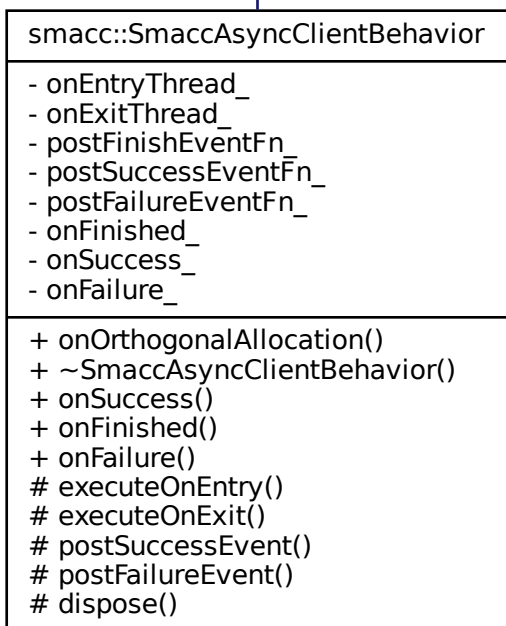 smacc::SmaccAsyncClientBehavior
- onEntryThread_
- onExitThread_
- postFinishEventFn_
- postSuccessEventFn_
- postFailureEventFn_
- onFinished_
- onSuccess_
- onFailure_
+ onOrthogonalAllocation()
+ ~SmaccAsyncClientBehavior()
+ onSuccess()
+ onFinished()
+ onFailure()
# executeOnEntry()
# executeOnExit()
# postSuccessEvent()
# postFailureEvent()
# dispose()